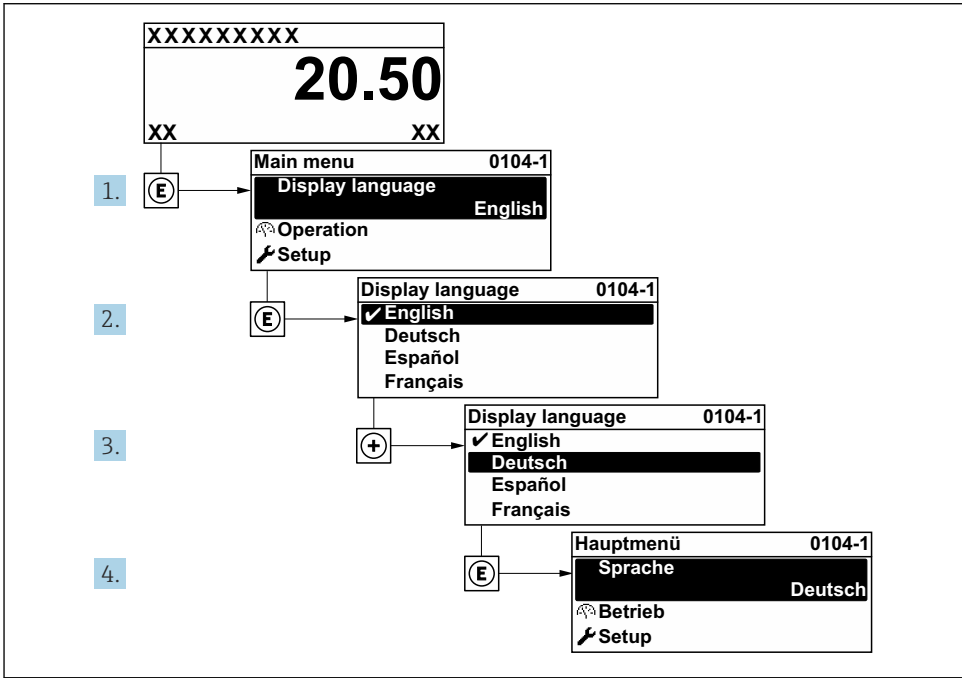 XXXXXXXXX
20.50
XX XX
1. E
Main menu 0104-1
Display language
English
Operation
Setup
2. E
Display language 0104-1
✔ English
Deutsch
Español
Français
3. +
Display language 0104-1
✔ English
Deutsch
Español
Français
4. E
Hauptmenü 0104-1
Sprache
Deutsch
Betrieb
Setup